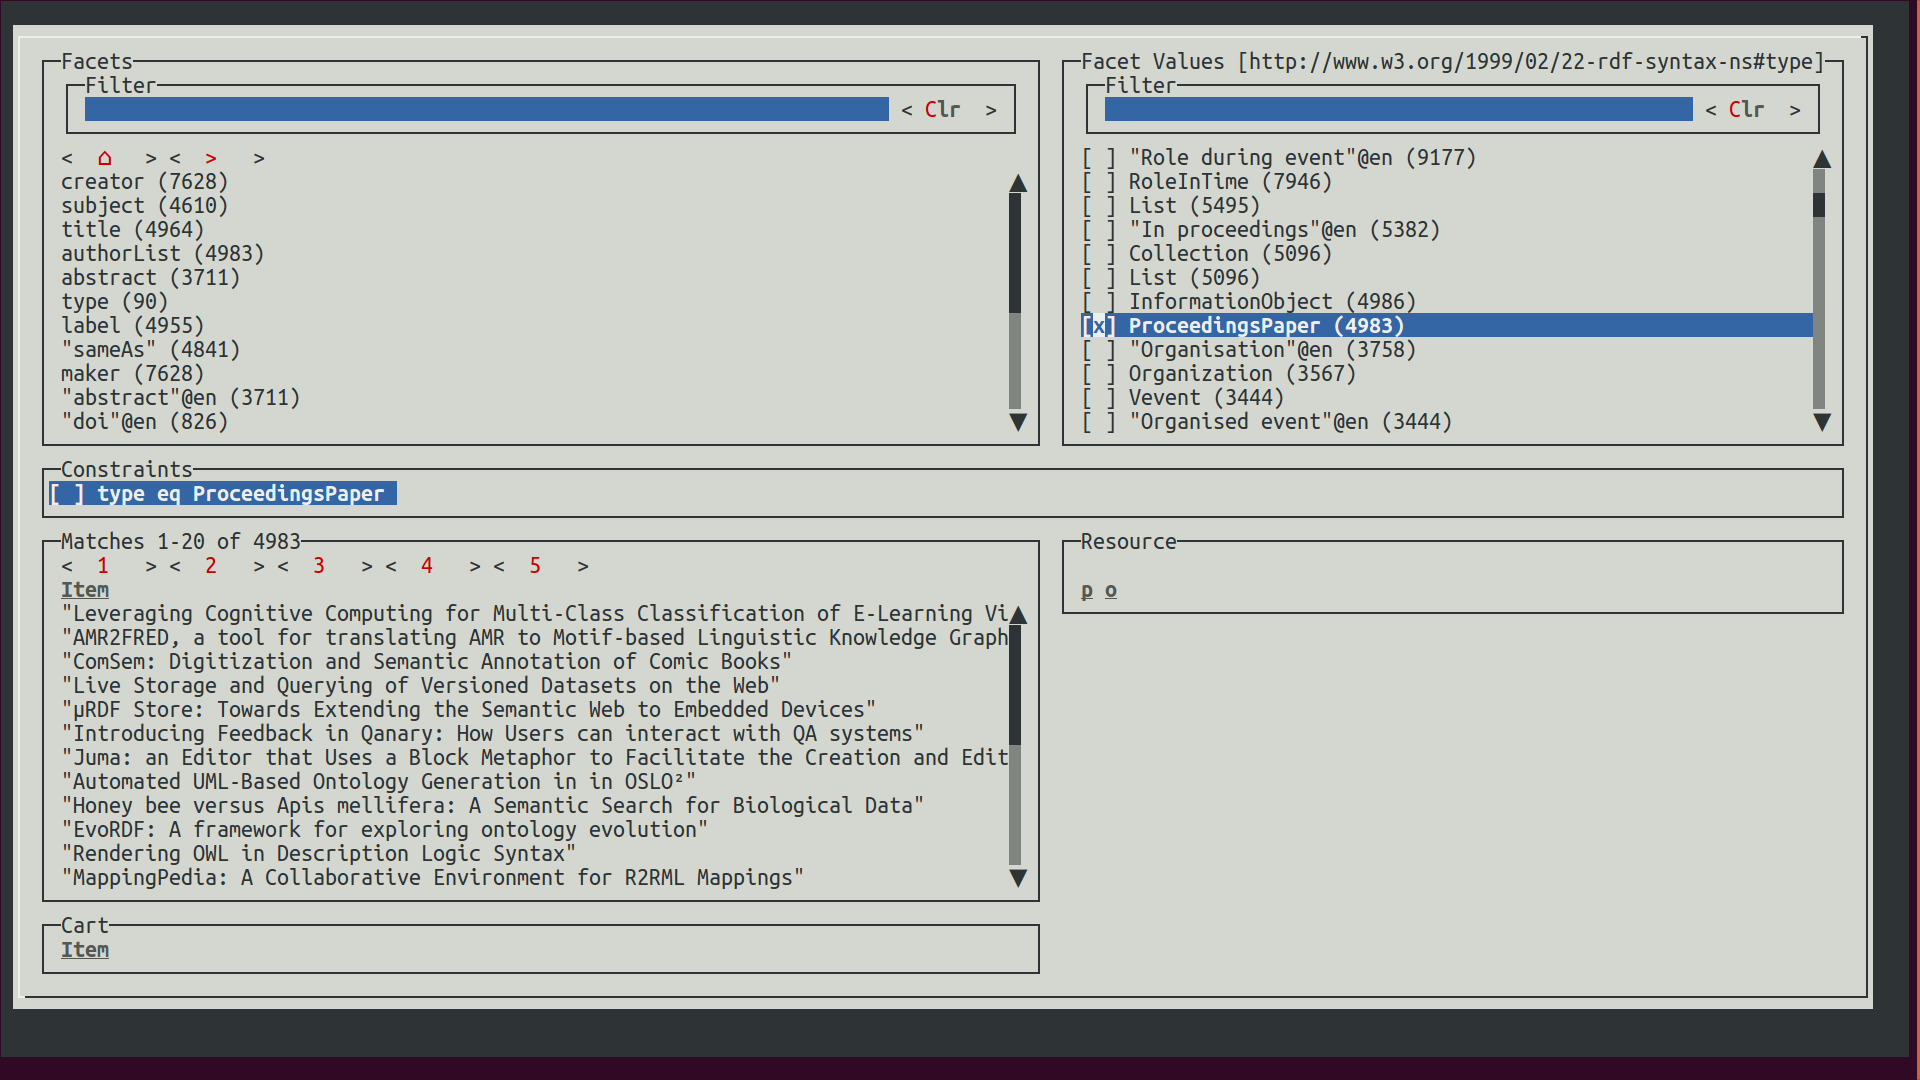 Facets
Filter
< Clr >
< ⌂ > < > >
creator (7628)
subject (4610)
title (4964)
authorList (4983)
abstract (3711)
type (90)
label (4955)
"sameAs" (4841)
maker (7628)
"abstract"@en (3711)
"doi"@en (826)
Facet Values [http://www.w3.org/1999/02/22-rdf-syntax-ns#type]
Filter
< Clr >
[ ] "Role during event"@en (9177)
[ ] RoleInTime (7946)
[ ] List (5495)
[ ] "In proceedings"@en (5382)
[ ] Collection (5096)
[ ] List (5096)
[ ] InformationObject (4986)
[x] ProceedingsPaper (4983)
[ ] "Organisation"@en (3758)
[ ] Organization (3567)
[ ] Vevent (3444)
[ ] "Organised event"@en (3444)
Constraints
[ ] type eq ProceedingsPaper
Matches 1-20 of 4983
< 1 > < 2 > < 3 > < 4 > < 5 >
Item
"Leveraging Cognitive Computing for Multi-Class Classification of E-Learning Vi
"AMR2FRED, a tool for translating AMR to Motif-based Linguistic Knowledge Graph
"ComSem: Digitization and Semantic Annotation of Comic Books"
"Live Storage and Querying of Versioned Datasets on the Web"
"µRDF Store: Towards Extending the Semantic Web to Embedded Devices"
"Introducing Feedback in Qanary: How Users can interact with QA systems"
"Juma: an Editor that Uses a Block Metaphor to Facilitate the Creation and Edit
"Automated UML-Based Ontology Generation in in OSLO²"
"Honey bee versus Apis mellifera: A Semantic Search for Biological Data"
"EvoRDF: A framework for exploring ontology evolution"
"Rendering OWL in Description Logic Syntax"
"MappingPedia: A Collaborative Environment for R2RML Mappings"
Resource
p o
Cart
Item